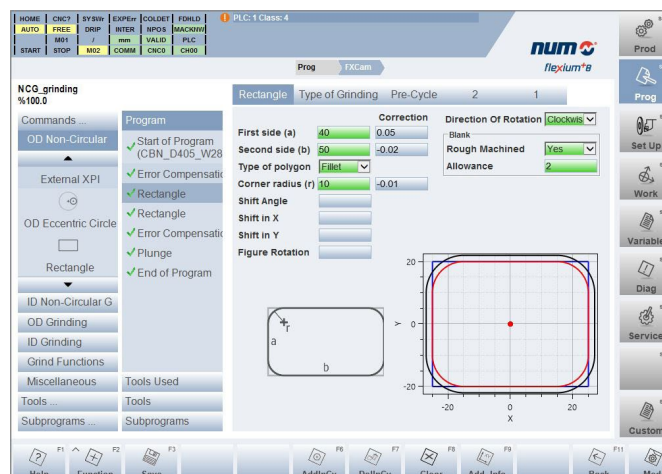 HOME CNC? SYSWr EXPErr COLDET FDHLD PLC: 1 Class: 4
AUTO FREE DRIP INTER NPOS MACKINW
M01 / mm VALID PLC
START STOP M02 COMM CNC0 CH00
num
flexium+8
Prog FXCam
NCG_grinding
%100.0
Rectangle Type of Grinding Pre-Cycle 2 1
Commands ...
OD Non-Circular
External XPI
OD Eccentric Circle
Rectangle
ID Non-Circular G
OD Grinding
ID Grinding
Grind Functions
Miscellaneous
Tools ...
Subprograms ...
Program
Start of Program
(CBN_D405_W28
Error Compensatic
Rectangle
Rectangle
Error Compensatic
Plunge
End of Program
Tools Used
Tools
Subprograms
Correction
First side (a) 40 0.05
Second side (b) 50 -0.02
Type of polygon Fillet
Corner radius (r) 10 -0.01
Shift Angle
Shift in X
Shift in Y
Figure Rotation
Direction Of Rotation Clockwis
Blank
Rough Machined Yes
Allowance 2
r
a
b
20
Y 0
-20
-20 0 20
X
Prod
Prog
Set Up
Work
Variable
Diag
Service
Custom
F1 F2 F3 F6 F7 F8 F9 F11
Help Function Save Clear Add. Info Back